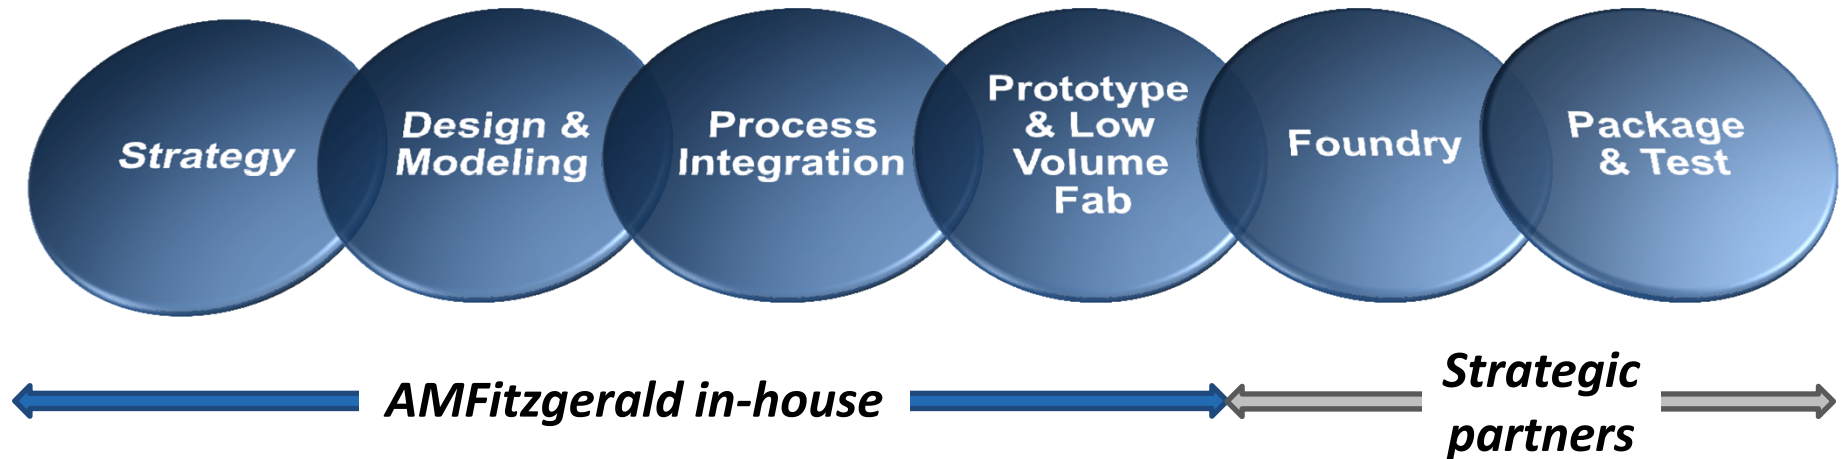 Strategy
Design &
Modeling
Process
Integration
Prototype
& Low
Volume
Fab
Foundry
Package
& Test
AMFitzgerald in-house
Strategic
partners